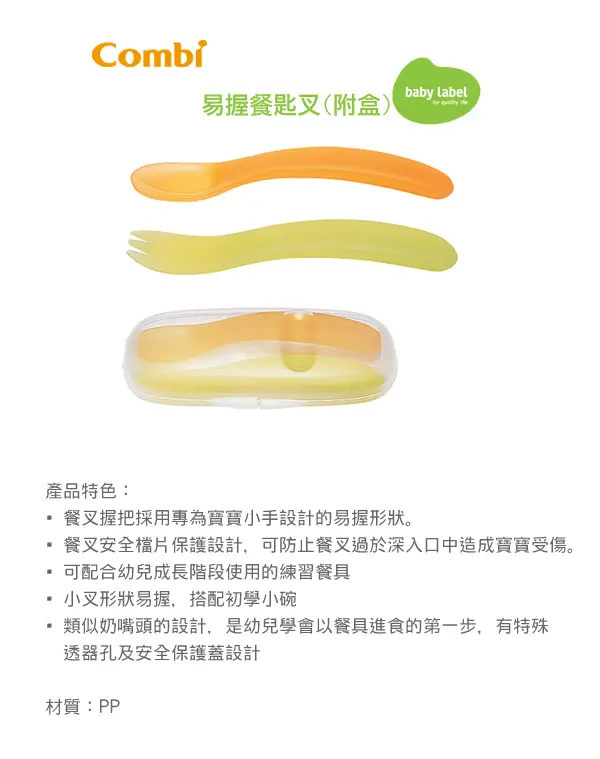 Combi
易握餐匙叉(附盒)
baby label
for quality life
產品特色：
▪ 餐叉握把採用專為寶寶小手設計的易握形狀。
▪ 餐叉安全檔片保護設計，可防止餐叉過於深入口中造成寶寶受傷。
▪ 可配合幼兒成長階段使用的練習餐具
▪ 小叉形狀易握，搭配初學小碗
▪ 類似奶嘴頭的設計，是幼兒學會以餐具進食的第一步，有特殊
透器孔及安全保護蓋設計
材質：PP